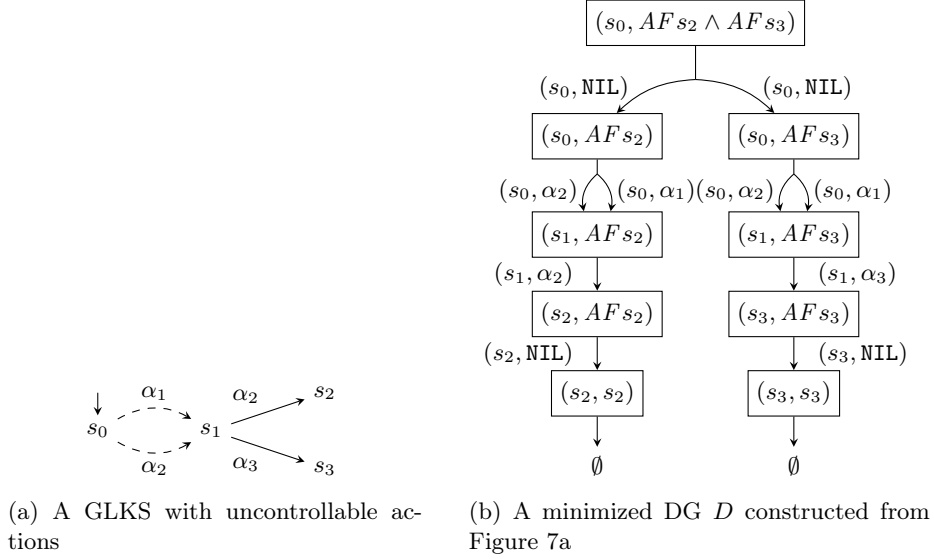 (s₀, AF s₂ ∧ AF s₃)
(s₀, NIL) (s₀, NIL)
(s₀, AF s₂) (s₀, AF s₃)
(s₀, α₂) (s₀, α₁)(s₀, α₂) (s₀, α₁)
(s₁, AF s₂) (s₁, AF s₃)
(s₁, α₂) (s₁, α₃)
(s₂, AF s₂) (s₃, AF s₃)
(s₂, NIL) (s₃, NIL)
(s₂, s₂) (s₃, s₃)
∅ ∅
α₁ α₂ s₂
s₀ s₁
α₂ α₃ s₃
(a) A GLKS with uncontrollable ac-
tions
(b) A minimized DG D constructed from
Figure 7a